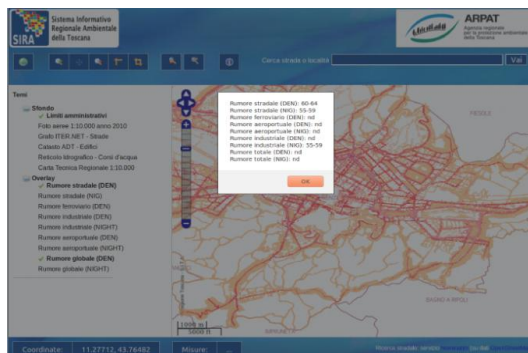 SIRA
Sistema Informativo
Regionale Ambientale
della Toscana
ARPAT
Agenzia regionale
per la protezione ambientale
della Toscana
Cerca strada o località
Vai
Temi
Sfondo
Limiti amministrativi
Foto aeree 1:10.000 anno 2010
Grafo ITER.NET - Strade
Catasto ADT - Edifici
Reticolo Idrografico - Corsi d'acqua
Carta Tecnica Regionale 1:10.000
Overlay
Rumore stradale (DEN)
Rumore stradale (NIG)
Rumore ferroviario (DEN)
Rumore industriale (DEN)
Rumore industriale (NIGHT)
Rumore aeroportuale (DEN)
Rumore aeroportuale (NIGHT)
Rumore globale (DEN)
Rumore globale (NIGHT)
Rumore stradale (DEN): 60-64
Rumore stradale (NIG): 55-59
Rumore ferroviario (DEN): nd
Rumore aeroportuale (DEN): nd
Rumore aeroportuale (NIG): nd
Rumore industriale (DEN): nd
Rumore industriale (NIG): 55-59
Rumore totale (DEN): nd
Rumore totale (NIG): nd
OK
FIESOLE
BAGNO A RIPOLI
1000 m
5000 ft
Coordinate:
11.27712, 43.76482
Misure:
...